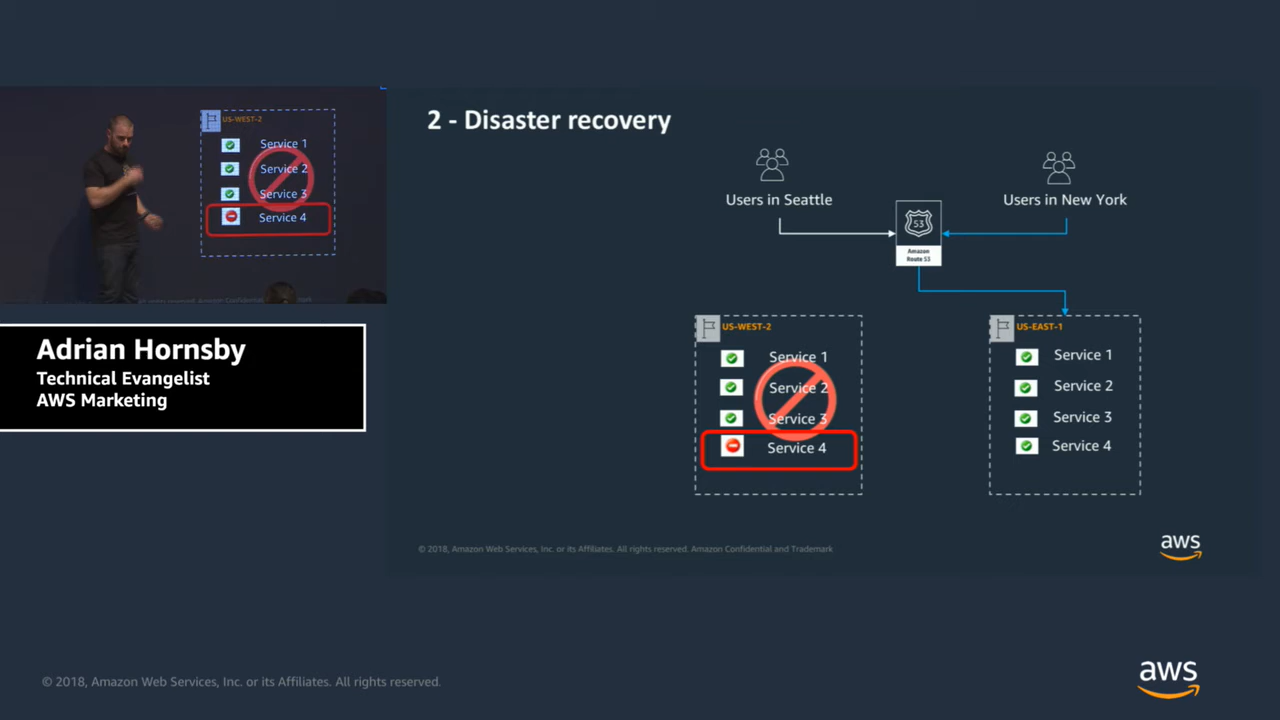 US-WEST-2
Service 1
Service 2
Service 3
Service 4
Adrian Hornsby
Technical Evangelist
AWS Marketing
2 - Disaster recovery
Users in Seattle
Users in New York
53
Amazon
Route 53
US-WEST-2
Service 1
Service 2
Service 3
Service 4
US-EAST-1
Service 1
Service 2
Service 3
Service 4
© 2018, Amazon Web Services, Inc. or its Affiliates. All rights reserved. Amazon Confidential and Trademark
aws
© 2018, Amazon Web Services, Inc. or its Affiliates. All rights reserved.
aws